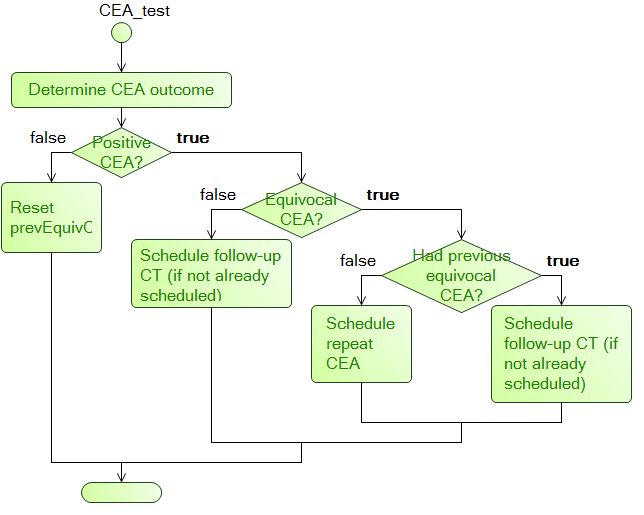 CEA_test
Determine CEA outcome
false
true
Positive
CEA?
Reset
prevEquivC
false
true
Equivocal
CEA?
Schedule follow-up
CT (if not already
scheduled)
false
true
Had previous
equivocal
CEA?
Schedule
repeat
CEA
Schedule
follow-up CT (if
not already
scheduled)